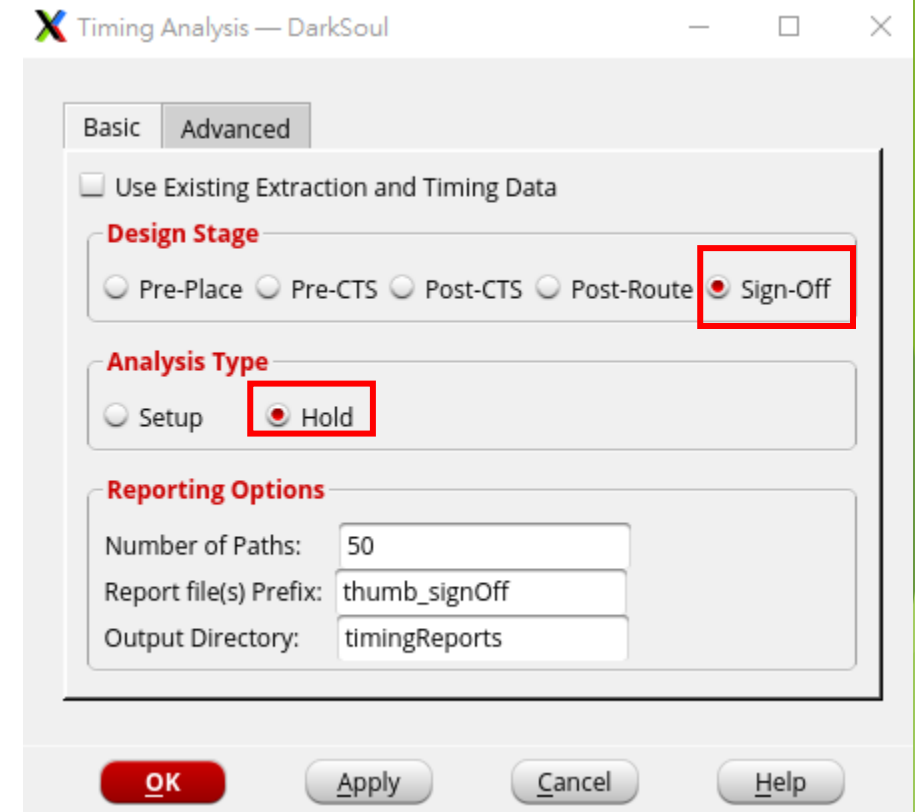 Timing Analysis — DarkSoul
Basic Advanced
Use Existing Extraction and Timing Data
Design Stage
Pre-Place Pre-CTS Post-CTS Post-Route Sign-Off
Analysis Type
Setup Hold
Reporting Options
Number of Paths: 50
Report file(s) Prefix: thumb_signOff
Output Directory: timingReports
OK Apply Cancel Help